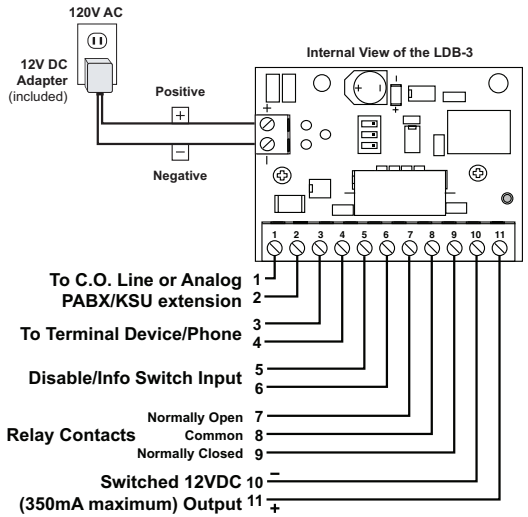 120V AC
12V DC
Adapter
(included)
Positive
+
−
Negative
Internal View of the LDB-3
+
−
+ −
−
+
1 2 3 4 5 6 7 8 9 10 11
To C.O. Line or Analog 1
PABX/KSU extension 2
To Terminal Device/Phone 3
4
Disable/Info Switch Input 5
6
Relay Contacts
Normally Open 7
Common 8
Normally Closed 9
Switched 12VDC 10 −
(350mA maximum) Output 11 +